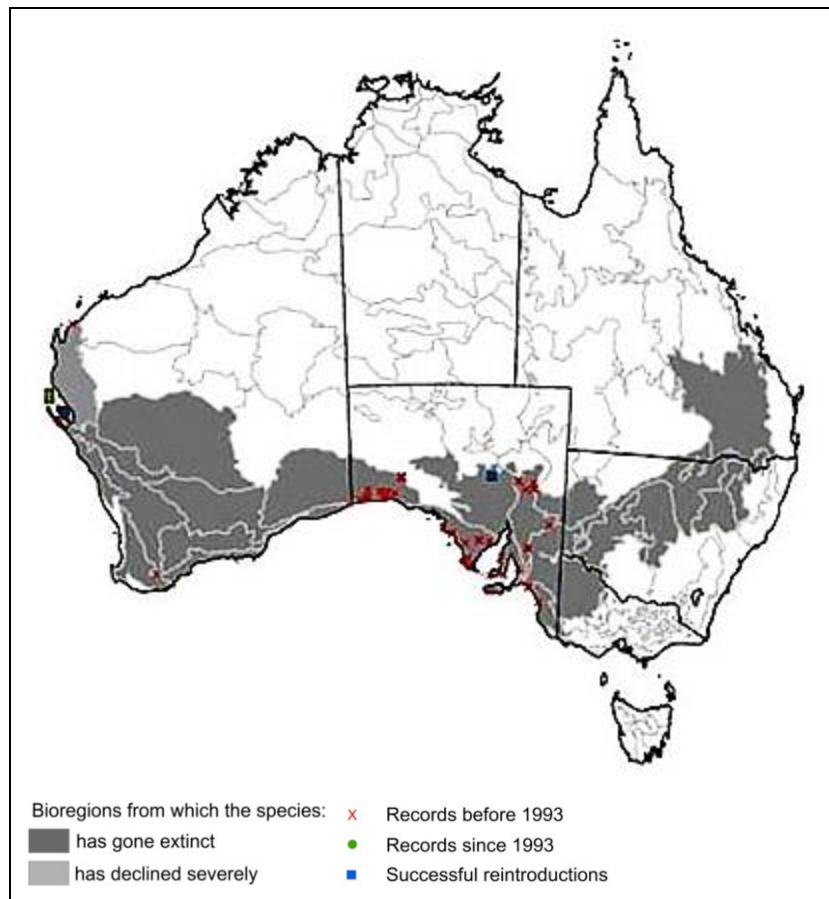 Bioregions from which the species:
has gone extinct
has declined severely
x Records before 1993
Records since 1993
Successful reintroductions